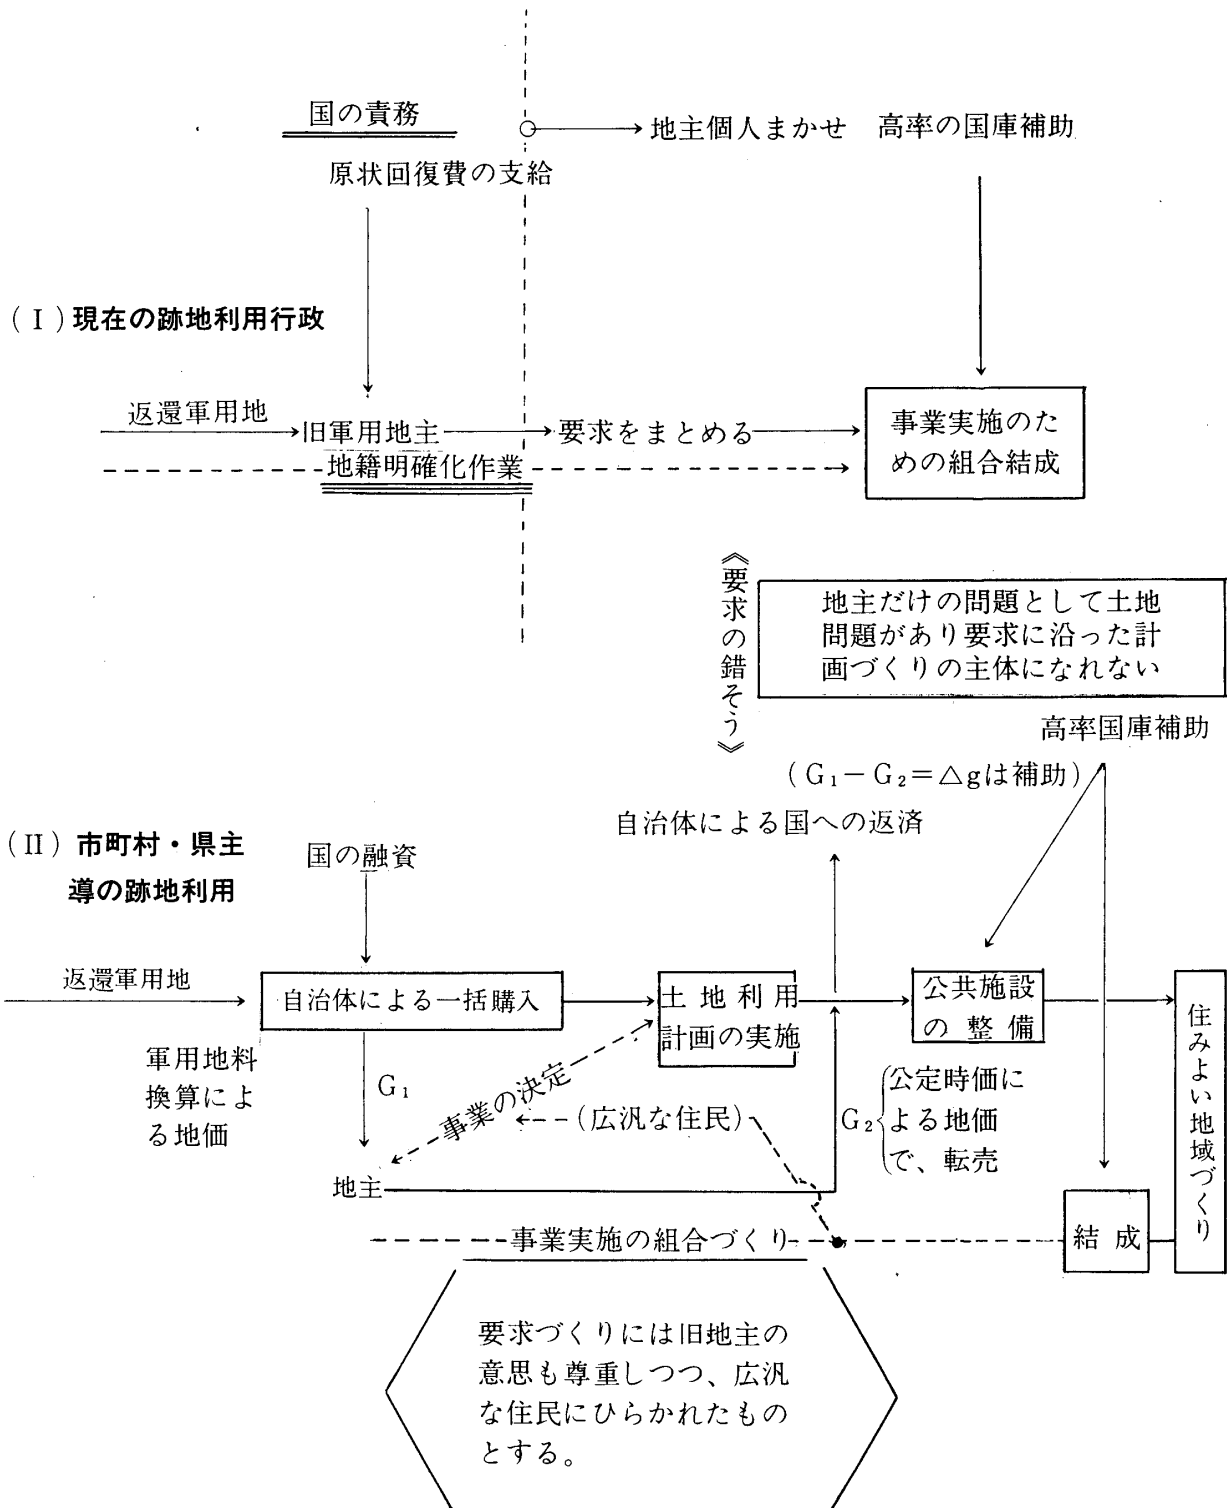 国の責務
地主個人まかせ
高率の国庫補助
原状回復費の支給
(Ⅰ)現在の跡地利用行政
返還軍用地
旧軍用地主
要求をまとめる
事業実施のた
めの組合結成
地籍明確化作業
《要求の錯そう》
地主だけの問題として土地
問題があり要求に沿った計
画づくりの主体になれない
高率国庫補助
(G₁−G₂=△gは補助)
自治体による国への返済
(II) 市町村・県主
導の跡地利用
国の融資
返還軍用地
自治体による一括購入
土地利用
計画の実施
公共施設
の整備
住みよい地域づくり
軍用地料
換算によ
る地価
G₁
事業の決定
(広汎な住民)
G₂
公定時価に
よる地価
で、転売
地主
事業実施の組合づくり
結成
要求づくりには旧地主の
意思も尊重しつつ、広汎
な住民にひらかれたもの
とする。